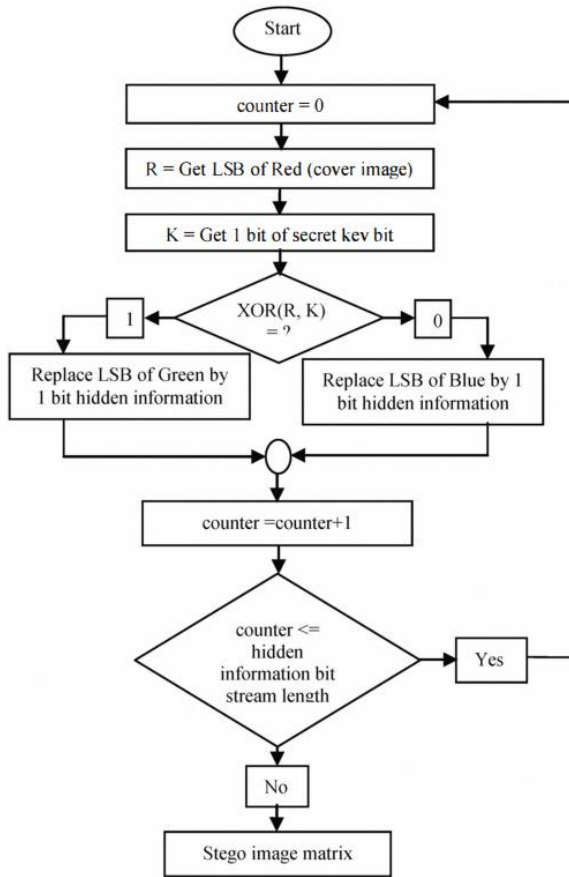 Start
counter = 0
R = Get LSB of Red (cover image)
K = Get 1 bit of secret key bit
XOR(R, K)
= ?
1
0
Replace LSB of Green by
1 bit hidden information
Replace LSB of Blue by 1
bit hidden information
counter =counter+1
counter <=
hidden
information bit
stream length
Yes
No
Stego image matrix